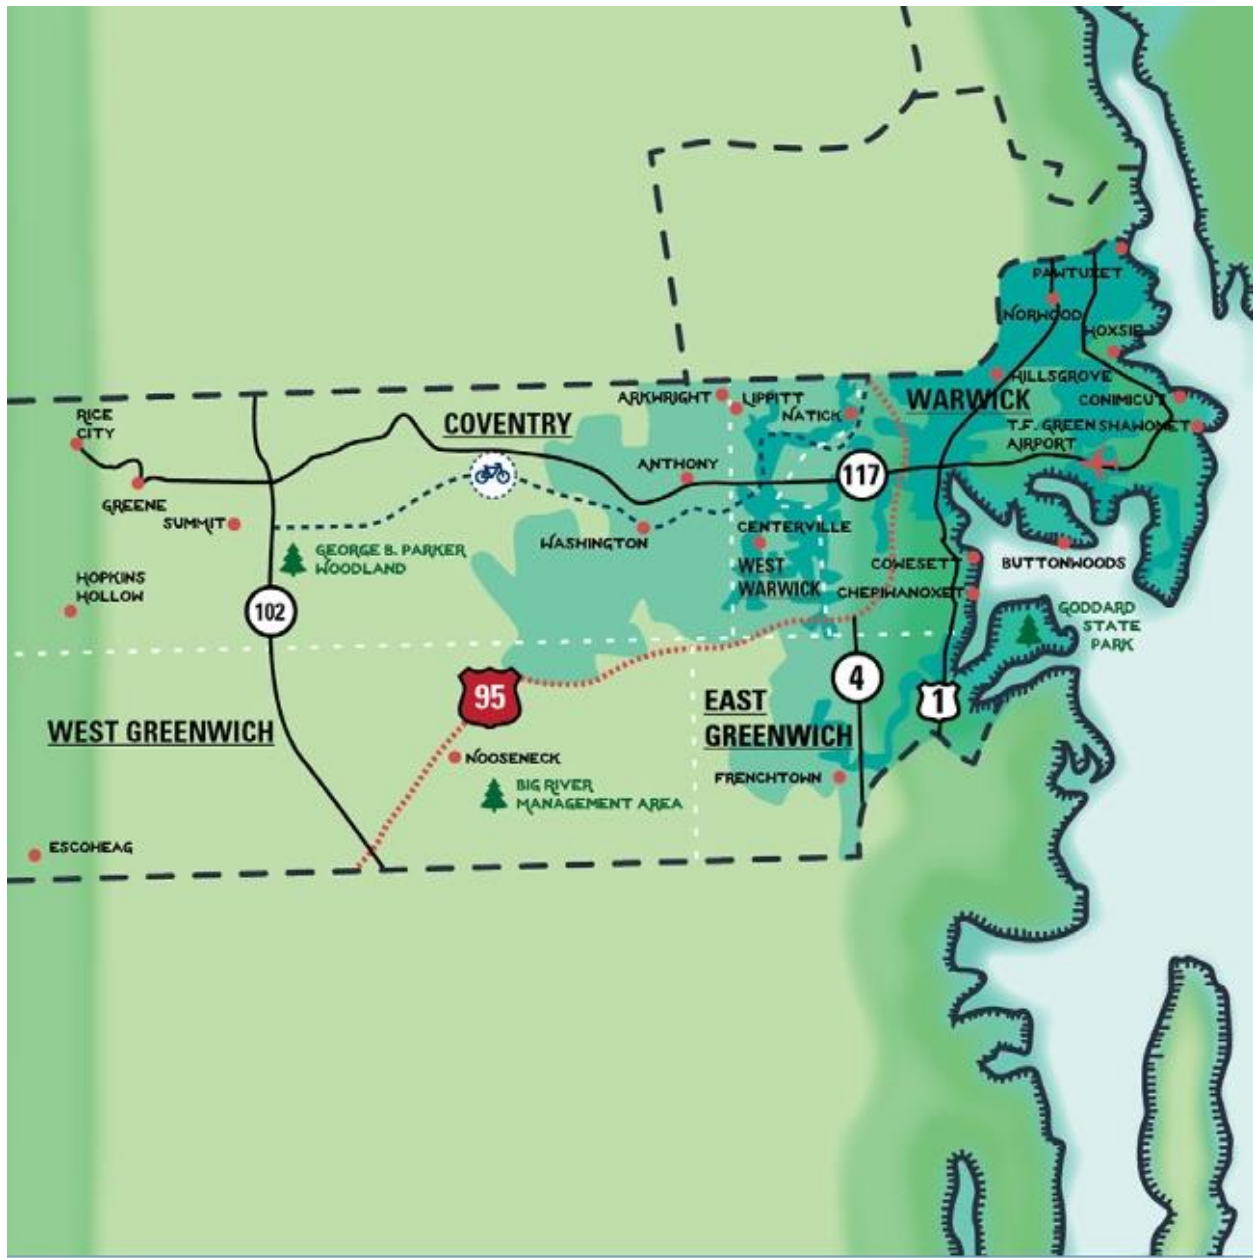 PAWTUXET
NORWOOD
HOXSIE
HILLSGROVE
ARKWRIGHT
LIPPITT
NATICK
WARWICK
CONIMICUT
RICE
CITY
COVENTRY
T.F. GREEN
AIRPORT
SHAWOMET
ANTHONY
117
GREENE
SUMMIT
WASHINGTON
CENTERVILLE
GEORGE B. PARKER
WOODLAND
WEST
WARWICK
COWESETT
BUTTONWOODS
HOPKINS
HOLLOW
CHEPIWANOXET
102
GODDARD
STATE
PARK
95
4
1
WEST GREENWICH
EAST
GREENWICH
NOOSENECK
FRENCHTOWN
BIG RIVER
MANAGEMENT AREA
ESCOHEAG